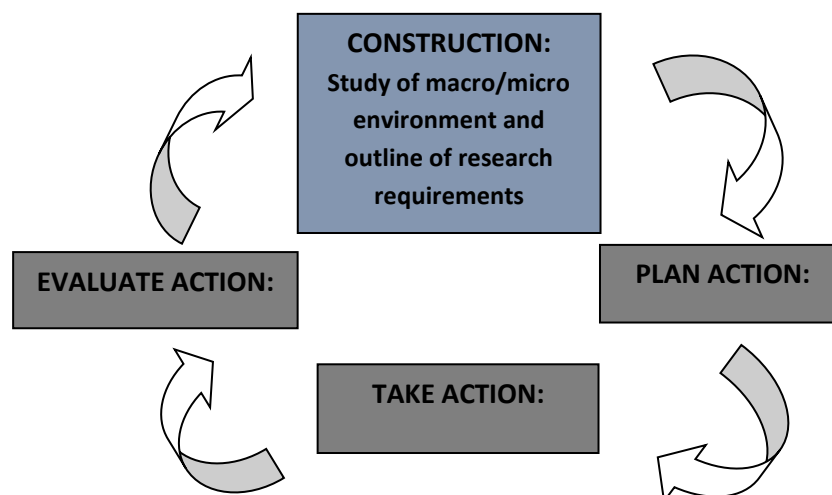 CONSTRUCTION:
Study of macro/micro
environment and
outline of research
requirements
EVALUATE ACTION:
PLAN ACTION:
TAKE ACTION: